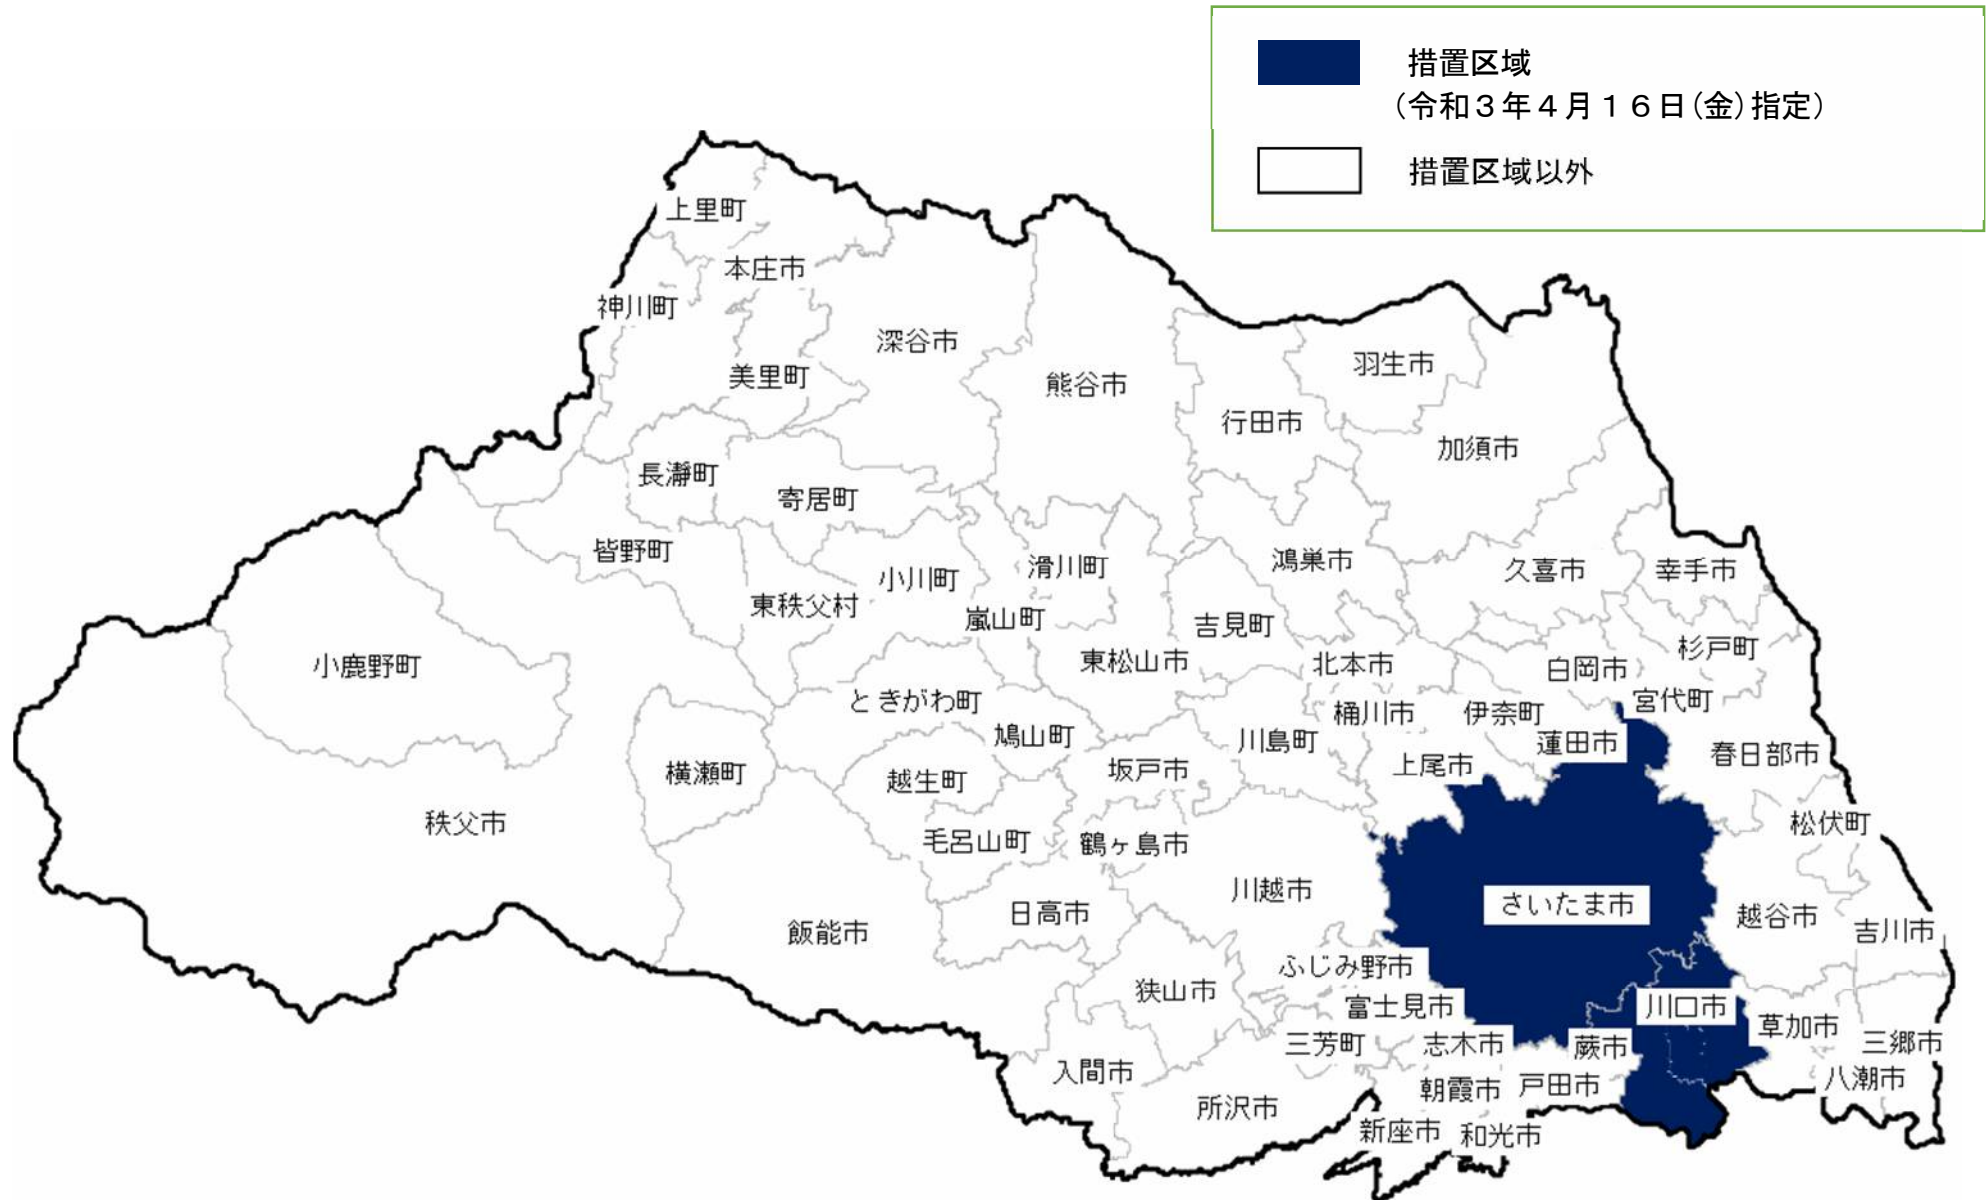 措置区域
（令和３年４月１６日（金）指定）
措置区域以外
上里町
本庄市
神川町
深谷市
美里町
熊谷市
羽生市
行田市
加須市
長瀞町
寄居町
皆野町
東秩父村
小川町
嵐山町
滑川町
鴻巣市
久喜市
幸手市
吉見町
東松山市
北本市
杉戸町
白岡市
宮代町
小鹿野町
ときがわ町
鳩山町
桶川市
伊奈町
蓮田市
川島町
上尾市
春日部市
横瀬町
越生町
坂戸市
秩父市
毛呂山町
鶴ヶ島市
松伏町
川越市
さいたま市
飯能市
日高市
越谷市
吉川市
ふじみ野市
狭山市
富士見市
川口市
草加市
三芳町
志木市
蕨市
三郷市
入間市
朝霞市
戸田市
八潮市
所沢市
新座市
和光市